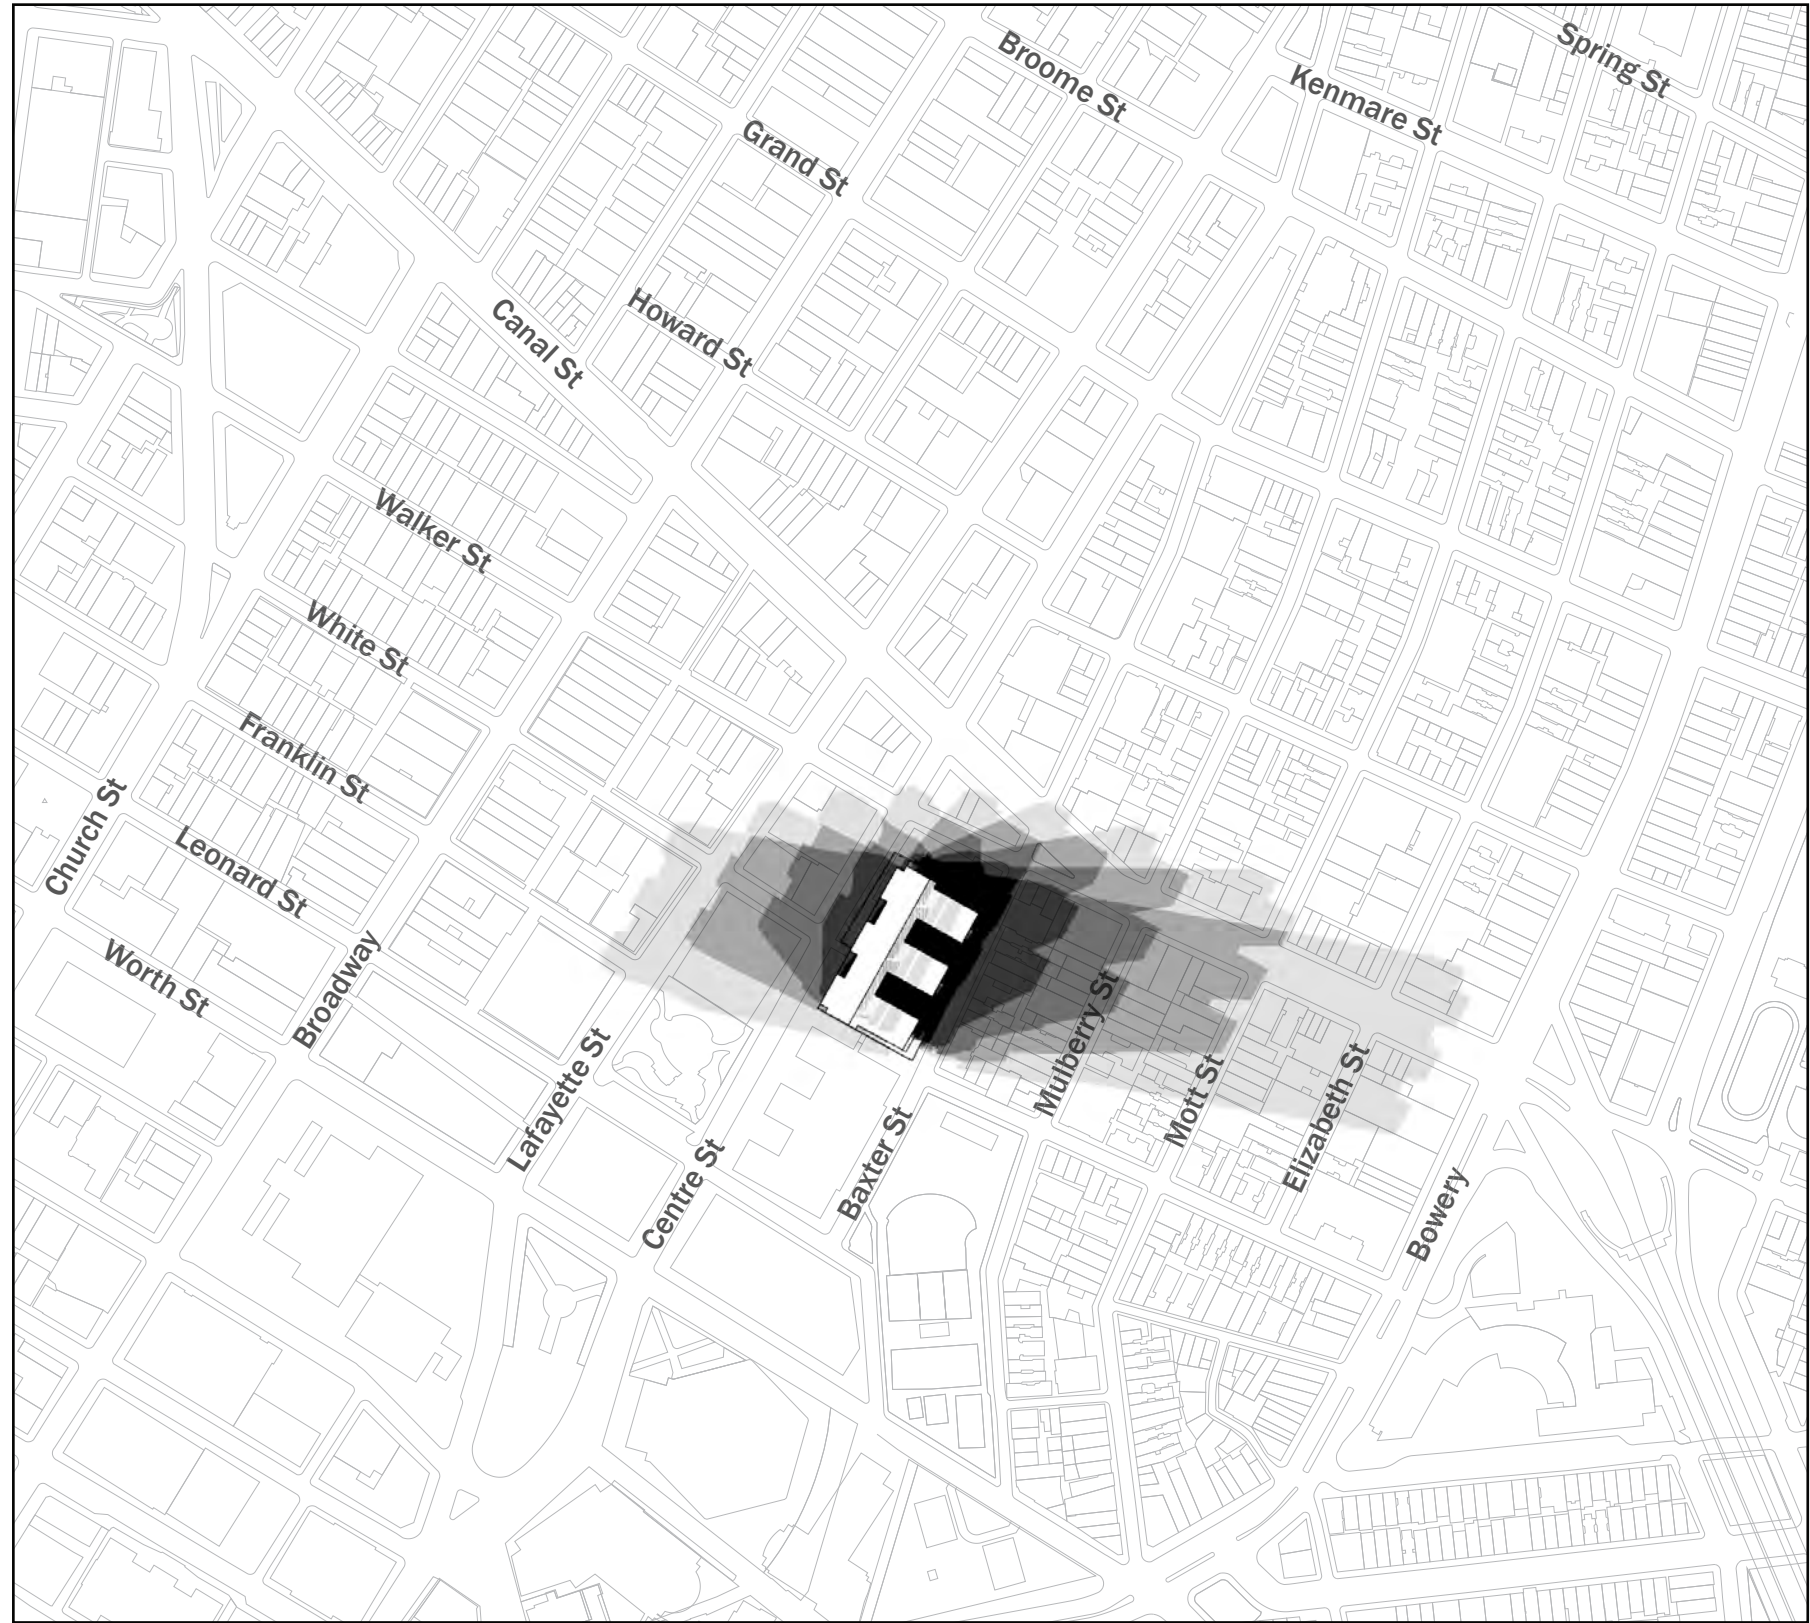 Spring St
Broome St
Kenmare St
Grand St
Howard St
Canal St
Walker St
White St
Franklin St
Church St
Leonard St
Worth St
Broadway
Lafayette St
Centre St
Baxter St
Mulberry St
Mott St
Elizabeth St
Bowery